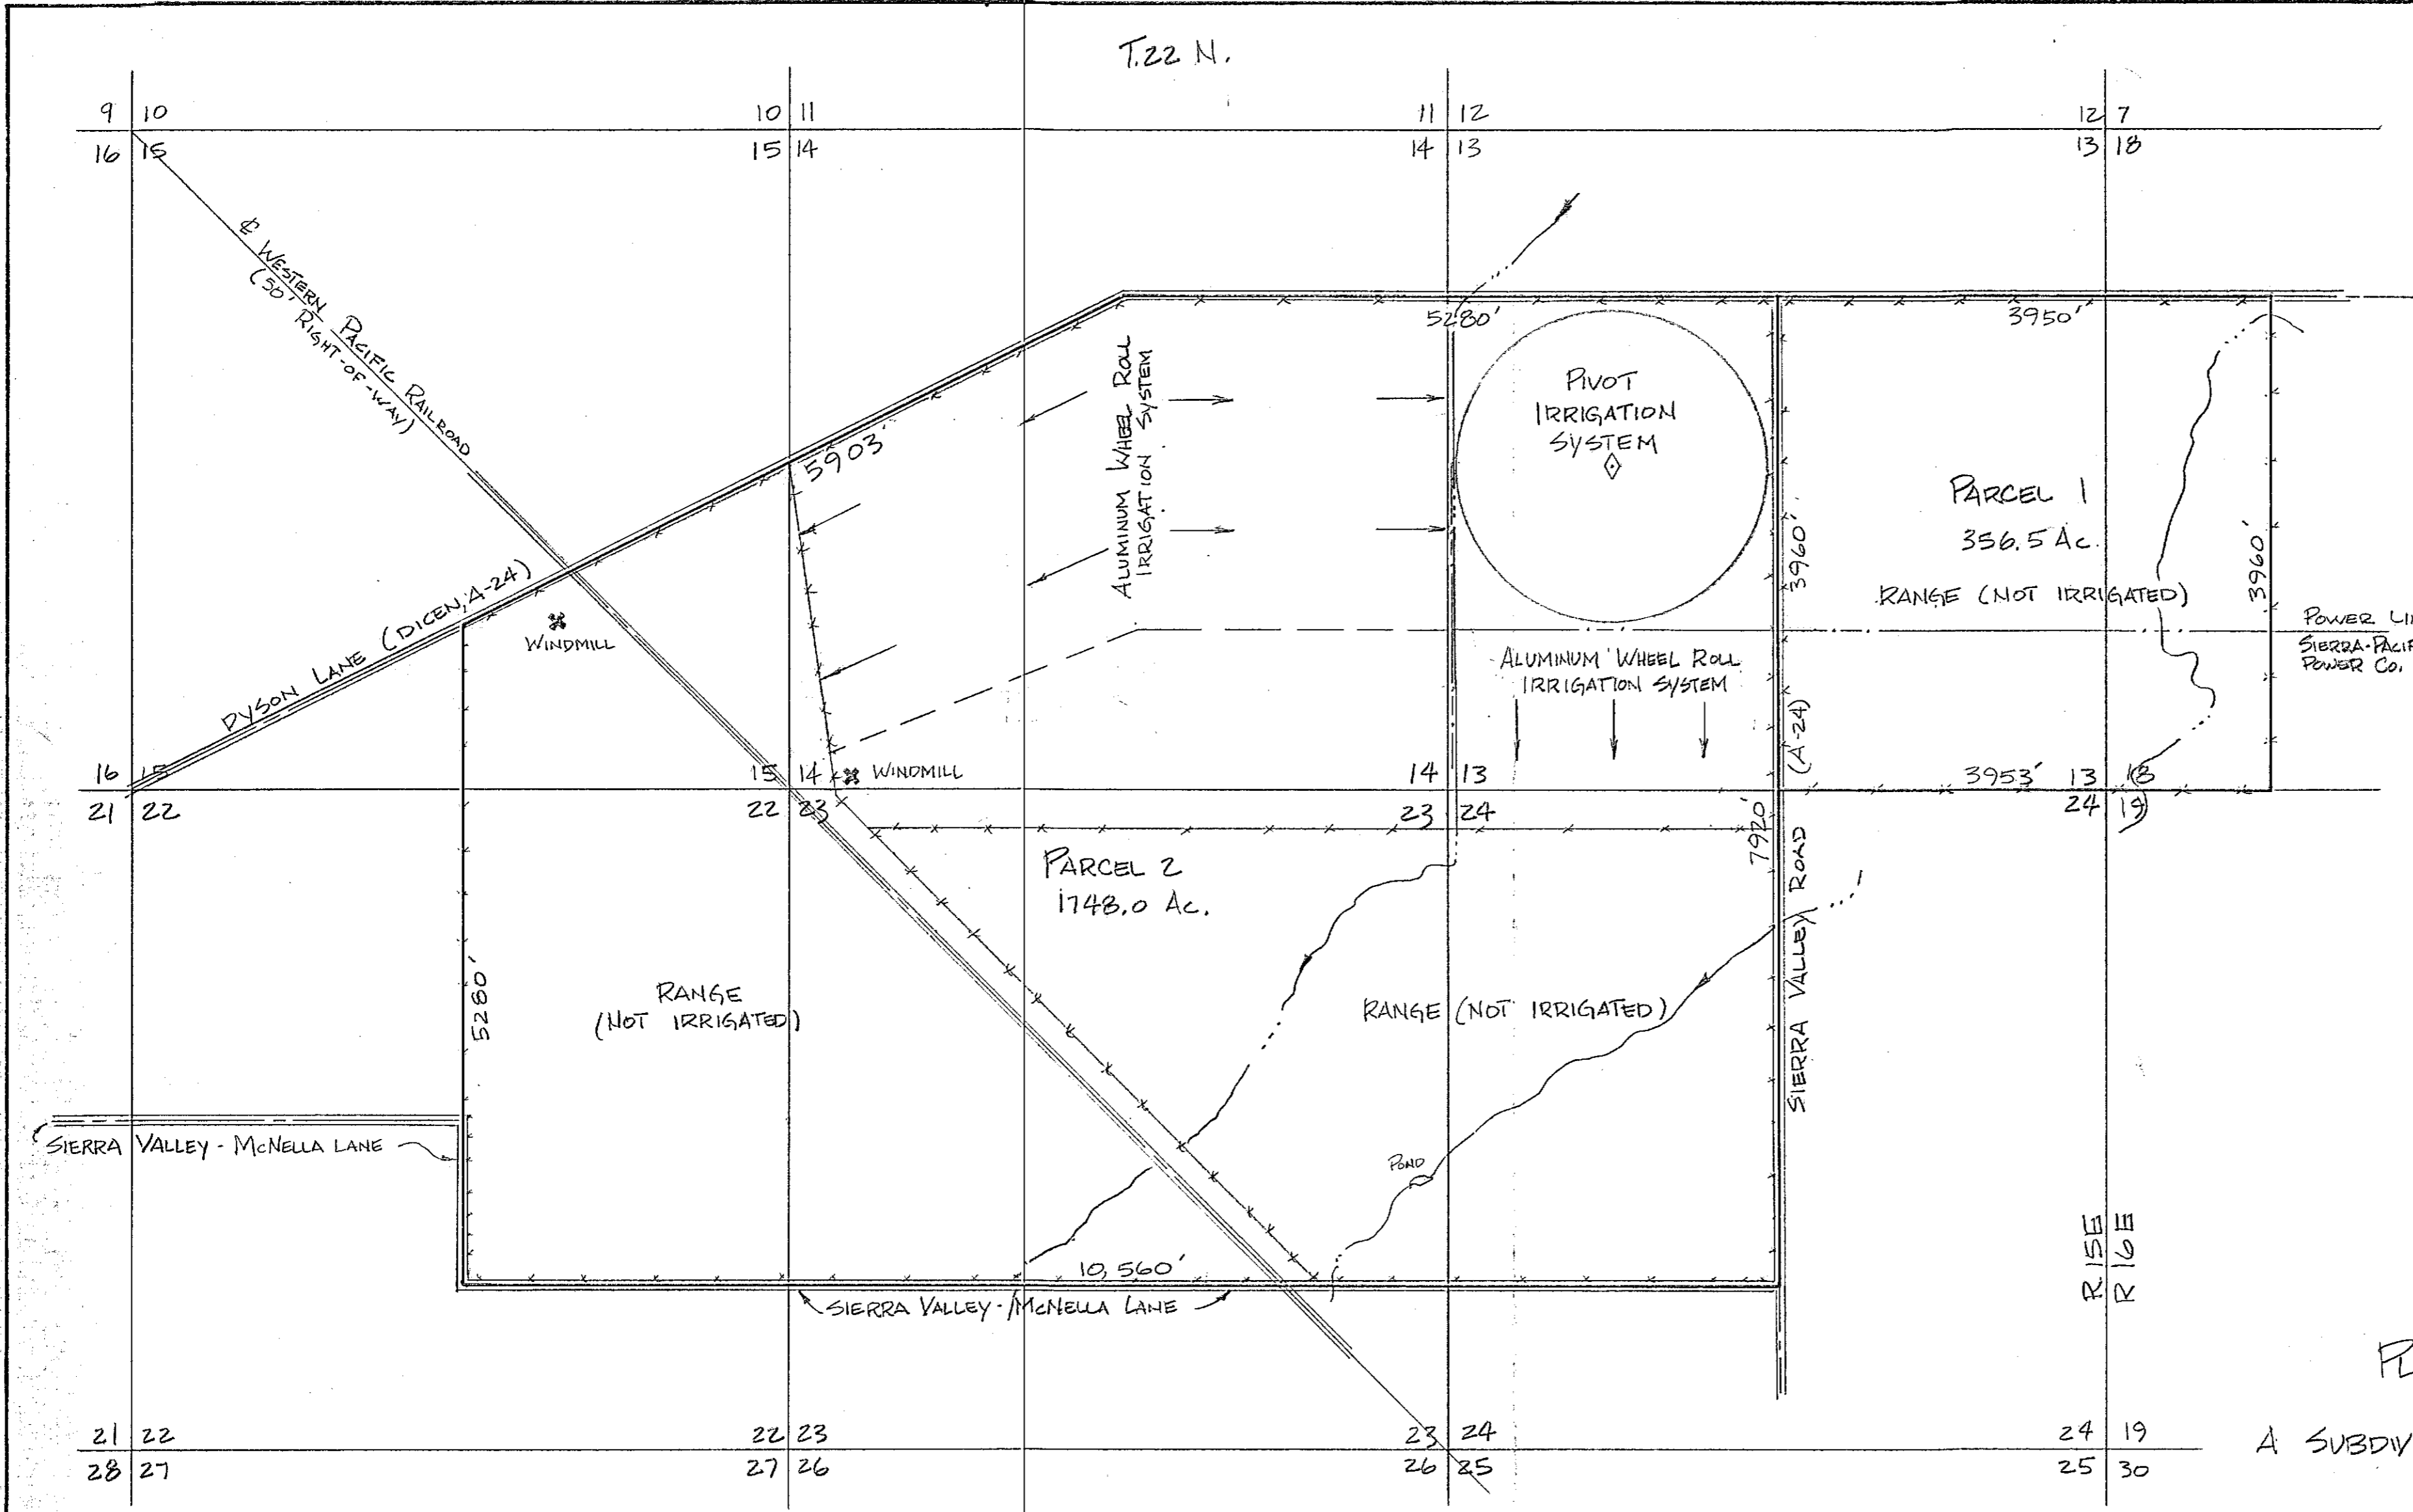 T.22 N.
9 10
10 11
11 12
12 7
16 15
15 14
14 13
13 18
℄ WESTERN PACIFIC RAILROAD
(50' RIGHT-OF-WAY)
5280'
3950'
ALUMINUM WHEEL ROLL
IRRIGATION SYSTEM
PIVOT
IRRIGATION
SYSTEM
5903'
PARCEL 1
356.5 Ac.
3960'
3960'
RANGE (NOT IRRIGATED)
DYSON LANE (DICEN, A-24)
WINDMILL
POWER LI
SIERRA-PACIF
POWER CO.
ALUMINUM WHEEL ROLL
IRRIGATION SYSTEM
(A-24)
16 15
15 14
WINDMILL
14 13
3953'
13 18
21 22
22 23
23 24
24 19
7920'
PARCEL 2
1748.0 Ac.
SIERRA VALLEY ROAD
5280'
RANGE
(NOT IRRIGATED)
RANGE (NOT IRRIGATED)
SIERRA VALLEY - McNELLA LANE
POND
10,560'
SIERRA VALLEY - McNELLA LANE
R 15E
R 16E
PL
21 22
22 23
23 24
24 19
A SUBDIV
28 27
27 26
26 25
25 30